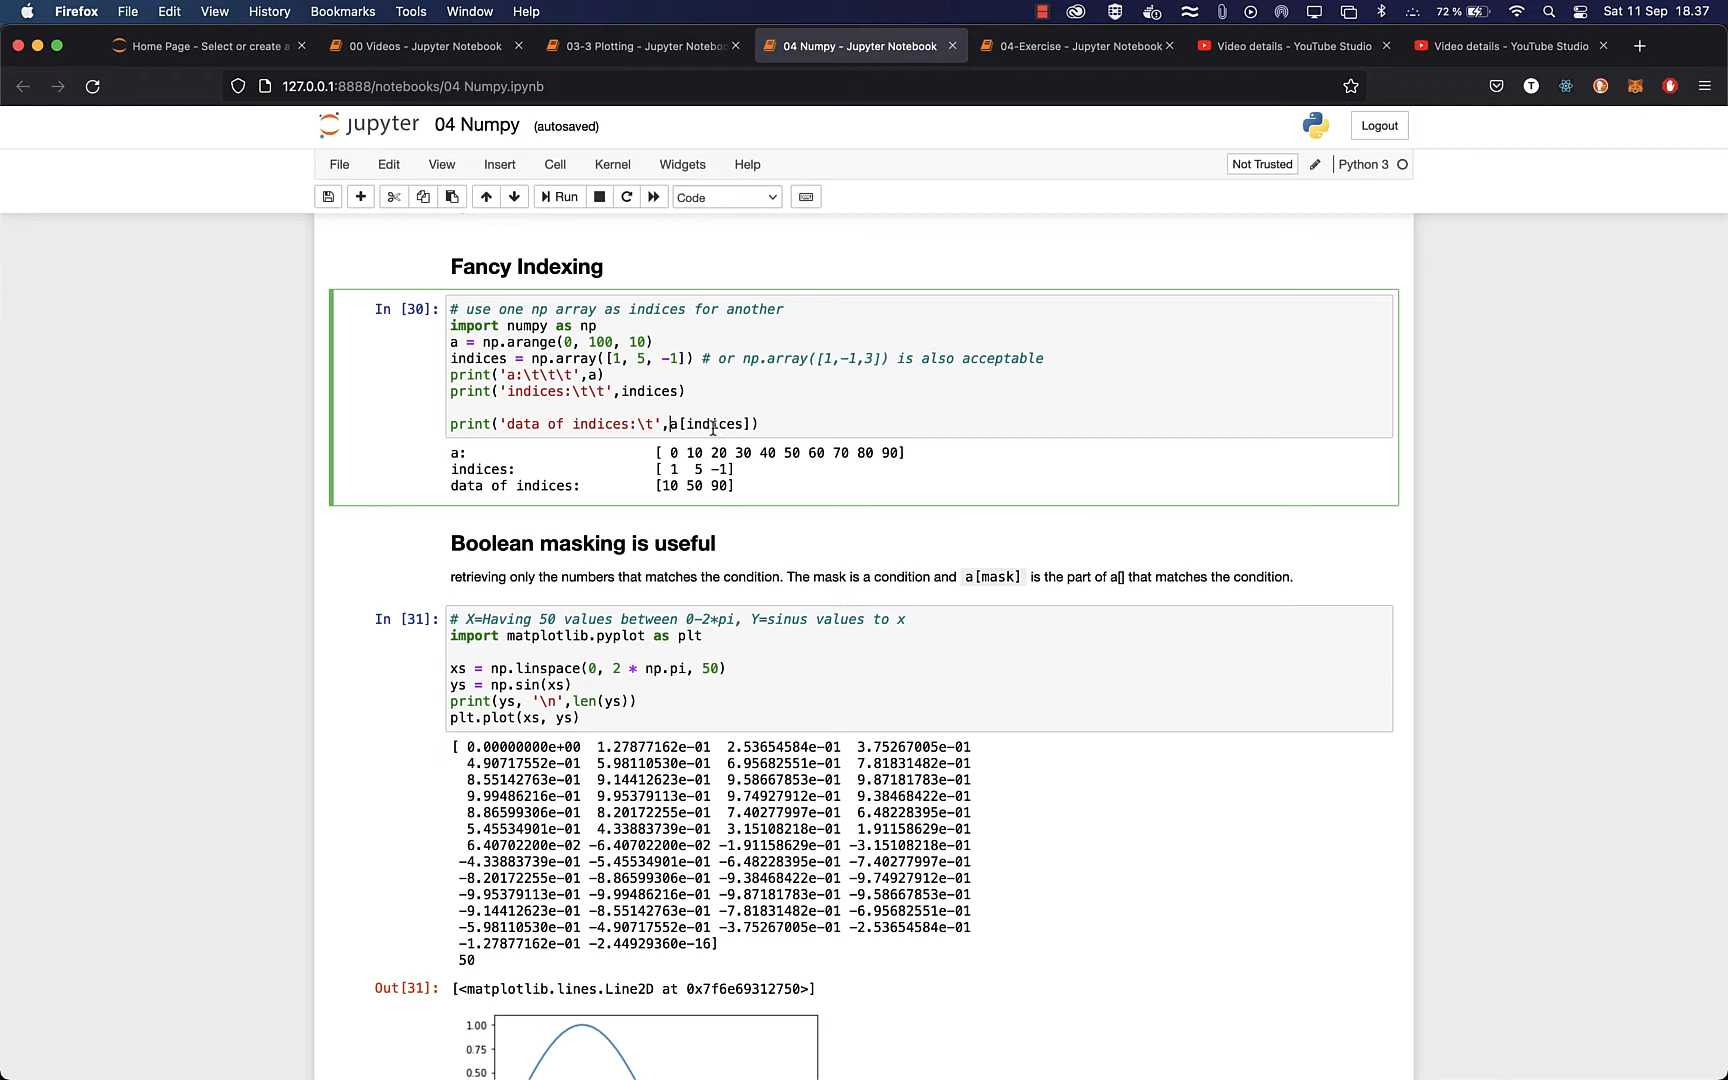 Firefox File Edit View History Bookmarks Tools Window Help 72 % Sat 11 Sep 18.37
Home Page - Select or create a
00 Videos - Jupyter Notebook
03-3 Plotting - Jupyter Notebo
04 Numpy - Jupyter Notebook
04-Exercise - Jupyter Notebook
Video details - YouTube Studio
Video details - YouTube Studio
127.0.0.1:8888/notebooks/04 Numpy.ipynb
jupyter 04 Numpy (autosaved) Logout
File Edit View Insert Cell Kernel Widgets Help Not Trusted Python 3
Run Code
Fancy Indexing
In [30]: # use one np array as indices for another
import numpy as np
a = np.arange(0, 100, 10)
indices = np.array([1, 5, -1]) # or np.array([1,-1,3]) is also acceptable
print('a:\t\t\t',a)
print('indices:\t\t',indices)
print('data of indices:\t',a[indices])
a: [ 0 10 20 30 40 50 60 70 80 90]
indices: [ 1 5 -1]
data of indices: [10 50 90]
Boolean masking is useful
retrieving only the numbers that matches the condition. The mask is a condition and a[mask] is the part of a[] that matches the condition.
In [31]: # X=Having 50 values between 0-2*pi, Y=sinus values to x
import matplotlib.pyplot as plt
xs = np.linspace(0, 2 * np.pi, 50)
ys = np.sin(xs)
print(ys, '\n',len(ys))
plt.plot(xs, ys)
[ 0.00000000e+00 1.27877162e-01 2.53654584e-01 3.75267005e-01
4.90717552e-01 5.98110530e-01 6.95682551e-01 7.81831482e-01
8.55142763e-01 9.14412623e-01 9.58667853e-01 9.87181783e-01
9.99486216e-01 9.95379113e-01 9.74927912e-01 9.38468422e-01
8.86599306e-01 8.20172255e-01 7.40277997e-01 6.48228395e-01
5.45534901e-01 4.33883739e-01 3.15108218e-01 1.91158629e-01
6.40702200e-02 -6.40702200e-02 -1.91158629e-01 -3.15108218e-01
-4.33883739e-01 -5.45534901e-01 -6.48228395e-01 -7.40277997e-01
-8.20172255e-01 -8.86599306e-01 -9.38468422e-01 -9.74927912e-01
-9.95379113e-01 -9.99486216e-01 -9.87181783e-01 -9.58667853e-01
-9.14412623e-01 -8.55142763e-01 -7.81831482e-01 -6.95682551e-01
-5.98110530e-01 -4.90717552e-01 -3.75267005e-01 -2.53654584e-01
-1.27877162e-01 -2.44929360e-16]
50
Out[31]: [<matplotlib.lines.Line2D at 0x7f6e69312750>]
1.00
0.75
0.50